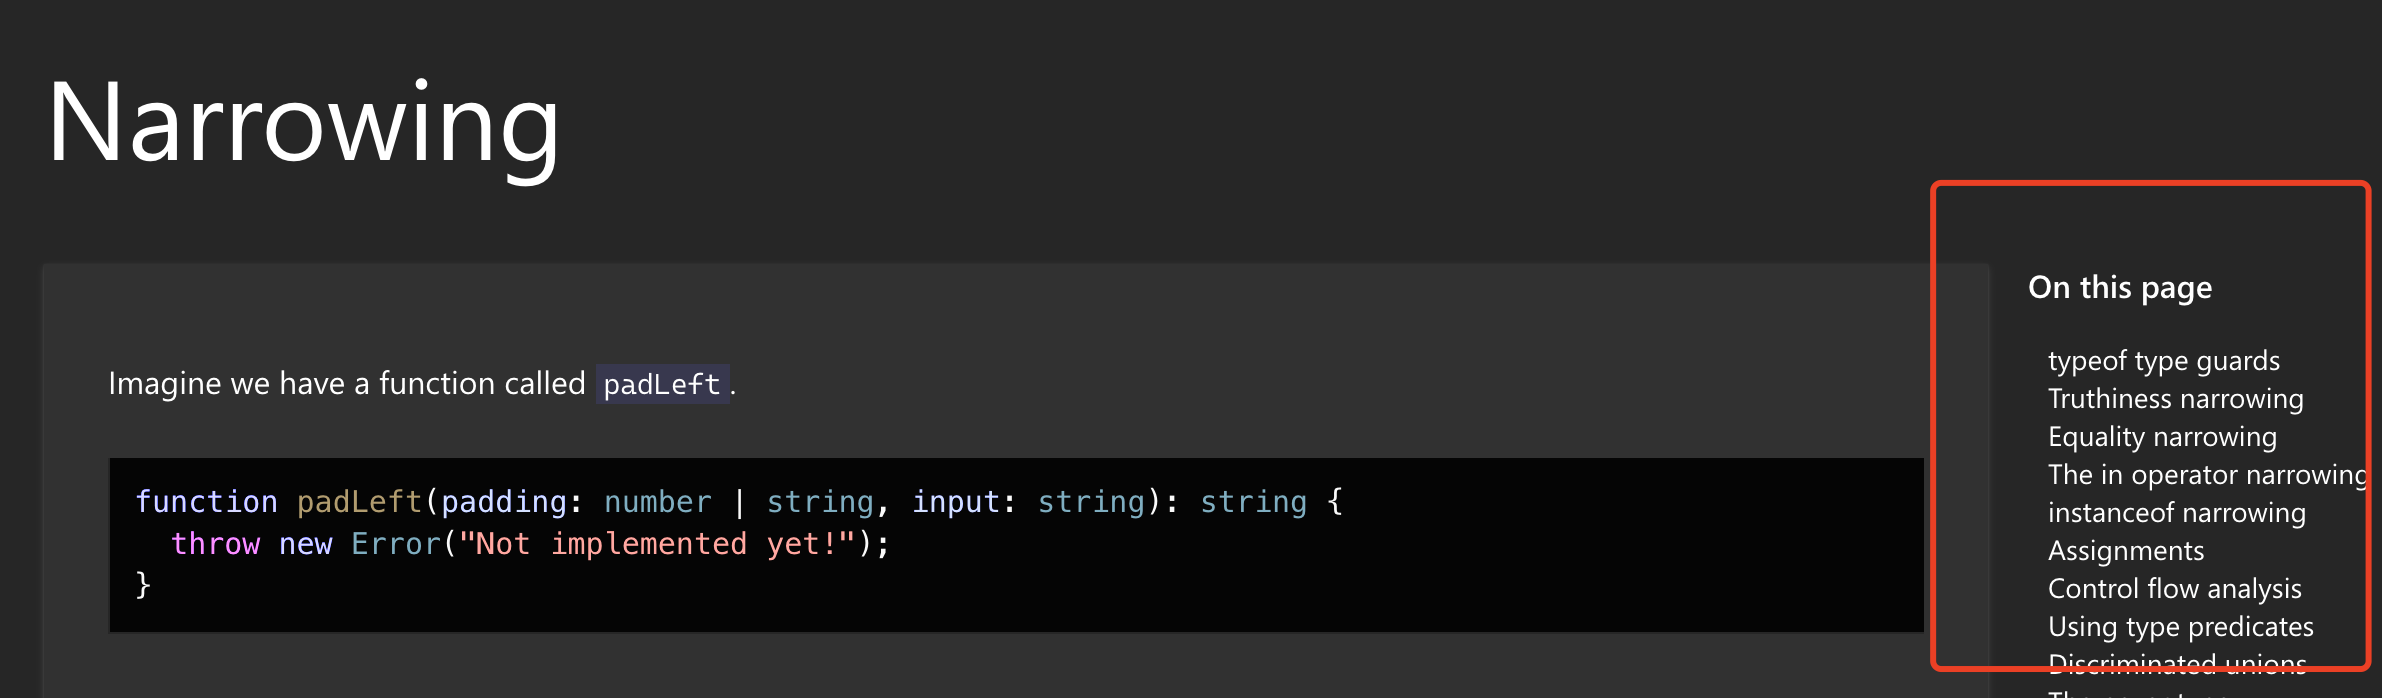 Narrowing
Imagine we have a function called padLeft.
function padLeft(padding: number | string, input: string): string {
  throw new Error("Not implemented yet!");
}
On this page
typeof type guards
Truthiness narrowing
Equality narrowing
The in operator narrowing
instanceof narrowing
Assignments
Control flow analysis
Using type predicates
Discriminated unions